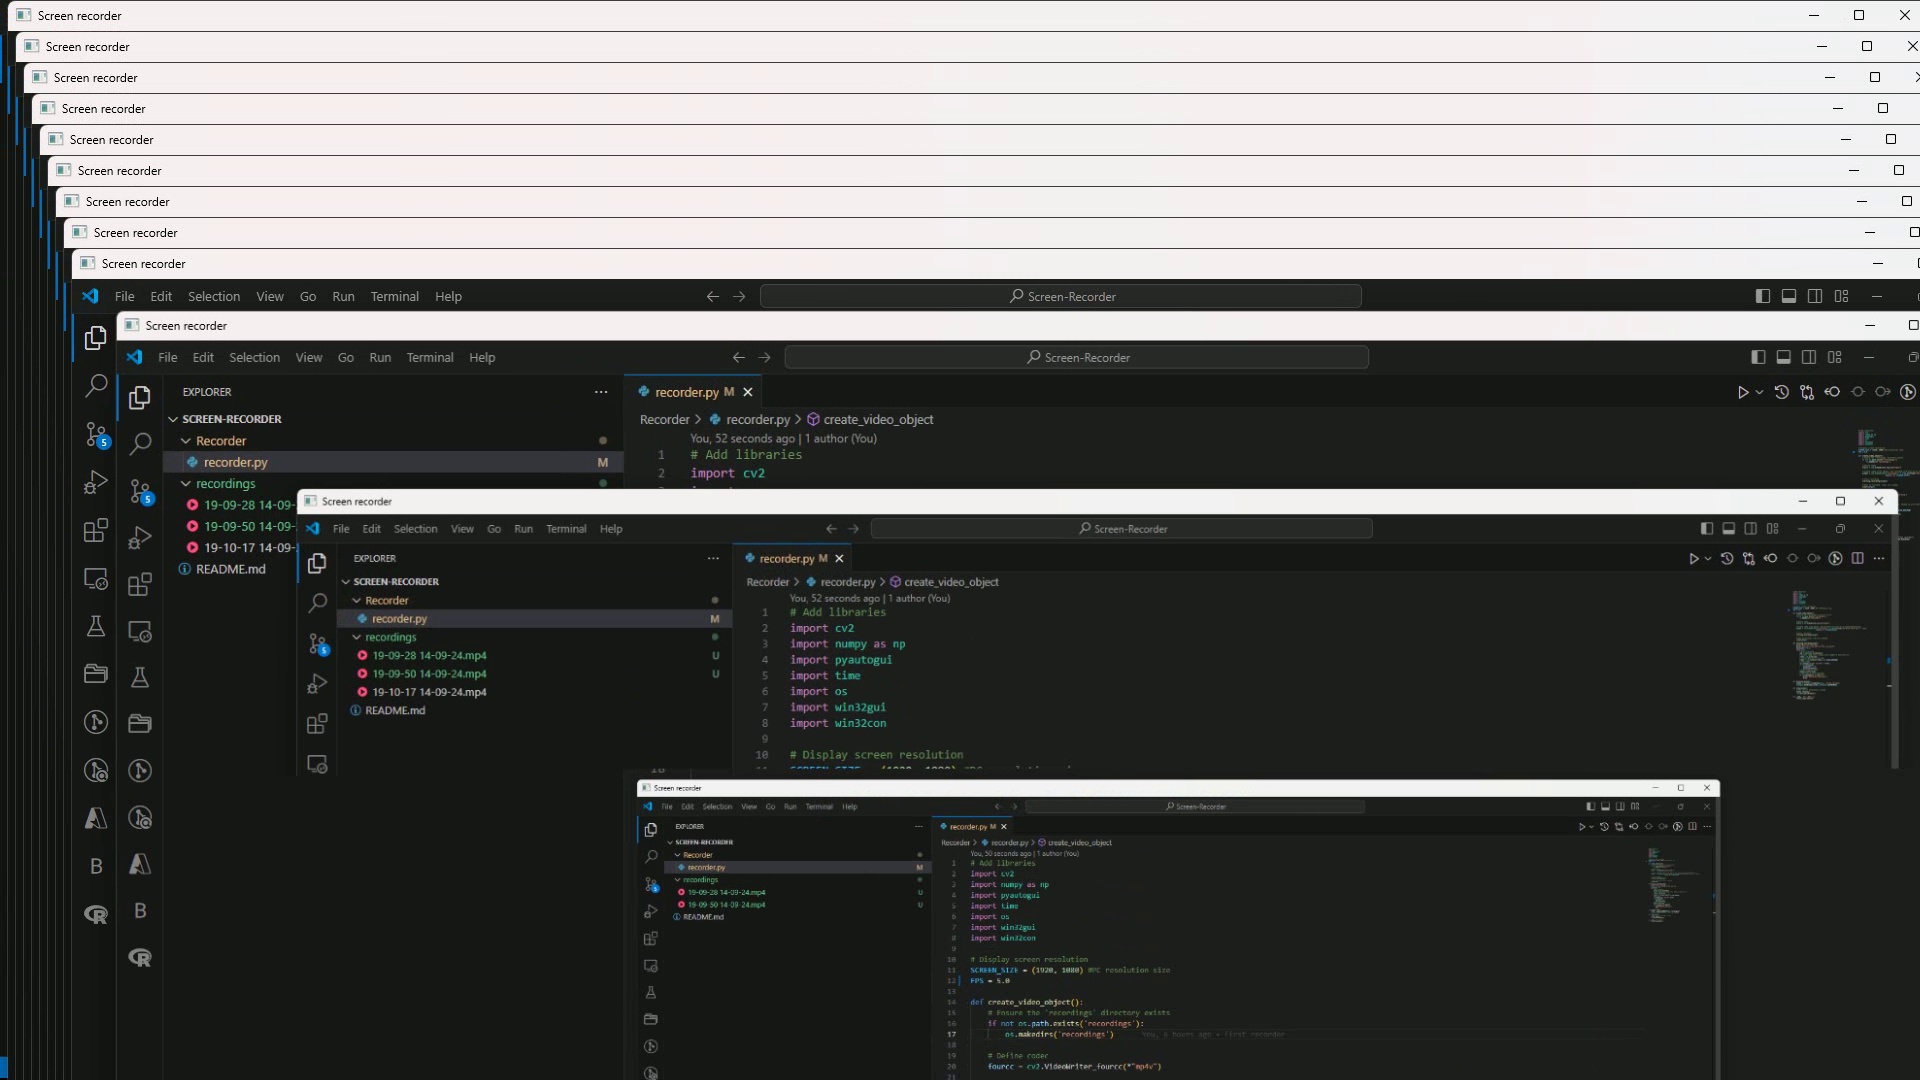 Screen recorder
Screen recorder
Screen recorder
Screen recorder
Screen recorder
Screen recorder
Screen recorder
Screen recorder
Screen recorder
File Edit Selection View Go Run Terminal Help
Screen-Recorder
Screen recorder
File Edit Selection View Go Run Terminal Help
Screen-Recorder
5
5
EXPLORER
SCREEN-RECORDER
Recorder
recorder.py M
recordings
19-09-28 14-09-
19-09-50 14-09-
19-10-17 14-09-
README.md
B
B
R
R
recorder.py M
Recorder > recorder.py > create_video_object
You, 52 seconds ago | 1 author (You)
1 # Add libraries
2 import cv2
Screen recorder
File Edit Selection View Go Run Terminal Help
Screen-Recorder
EXPLORER
SCREEN-RECORDER
Recorder
recorder.py M
recordings
19-09-28 14-09-24.mp4 U
19-09-50 14-09-24.mp4 U
19-10-17 14-09-24.mp4
README.md
5
recorder.py M
Recorder > recorder.py > create_video_object
You, 52 seconds ago | 1 author (You)
1 # Add libraries
2 import cv2
3 import numpy as np
4 import pyautogui
5 import time
6 import os
7 import win32gui
8 import win32con
9
10 # Display screen resolution
Screen recorder
File Edit Selection View Go Run Terminal Help
Screen-Recorder
EXPLORER
SCREEN-RECORDER
Recorder
recorder.py M
recordings
19-09-28 14-09-24.mp4 U
19-09-50 14-09-24.mp4 U
README.md
recorder.py M
Recorder > recorder.py > create_video_object
You, 50 seconds ago | 1 author (You)
1 # Add libraries
2 import cv2
3 import numpy as np
4 import pyautogui
5 import time
6 import os
7 import win32gui
8 import win32con
9
10 # Display screen resolution
11 SCREEN_SIZE = (1920, 1080) #PC resolution size
12 FPS = 5.0
13
14 def create_video_object():
15 # Ensure the 'recordings' directory exists
16 if not os.path.exists('recordings'):
17 os.makedirs('recordings') You, 6 hours ago • first recorder
18
19 # Define codec
20 fourcc = cv2.VideoWriter_fourcc(*"mp4v")